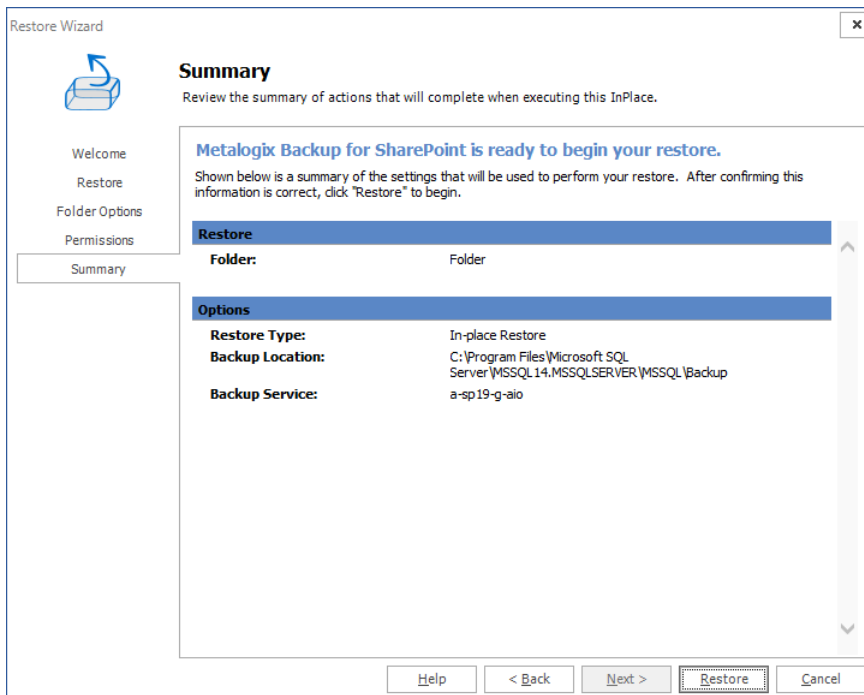 Restore Wizard
Summary
Review the summary of actions that will complete when executing this InPlace.
Welcome
Restore
Folder Options
Permissions
Summary
Metalogix Backup for SharePoint is ready to begin your restore.
Shown below is a summary of the settings that will be used to perform your restore. After confirming this
information is correct, click "Restore" to begin.
Restore
Folder: Folder
Options
Restore Type: In-place Restore
Backup Location: C:\Program Files\Microsoft SQL
Server\MSSQL14.MSSQLSERVER\MSSQL\Backup
Backup Service: a-sp19-g-aio
Help < Back Next > Restore Cancel